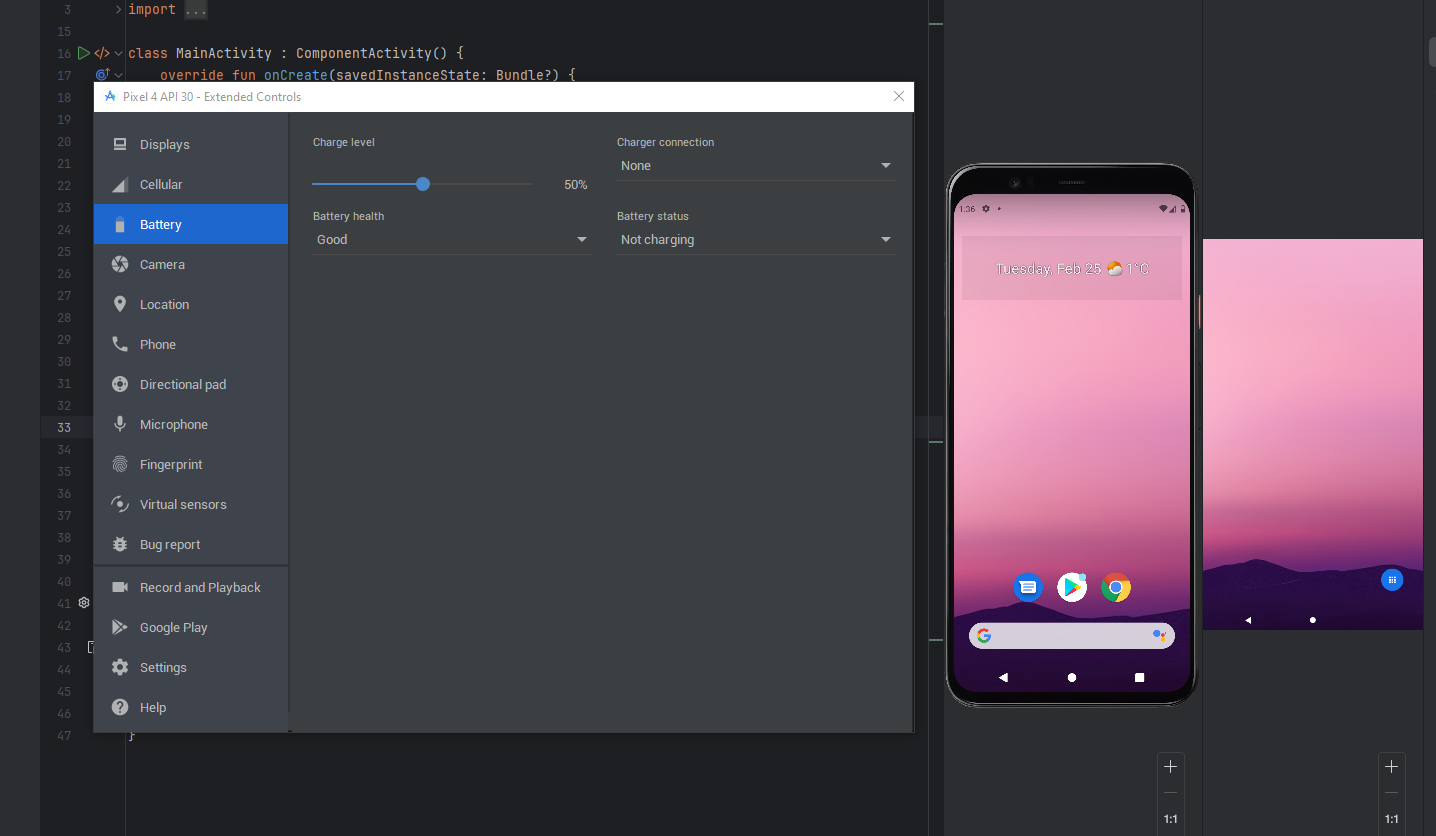 3 import ...
15
16 class MainActivity : ComponentActivity() {
17 override fun onCreate(savedInstanceState: Bundle?) {
18
19
20
21
22
23
24
25
26
27
28
29
30
31
32
33
34
35
36
37
38
39
40
41
42
43
44
45
46
47 }
Pixel 4 API 30 - Extended Controls
Displays
Cellular
Battery
Camera
Location
Phone
Directional pad
Microphone
Fingerprint
Virtual sensors
Bug report
Record and Playback
Google Play
Settings
Help
Charge level
50%
Charger connection
None
Battery health
Good
Battery status
Not charging
1:36
Tuesday, Feb 25 1°C
1:1
1:1